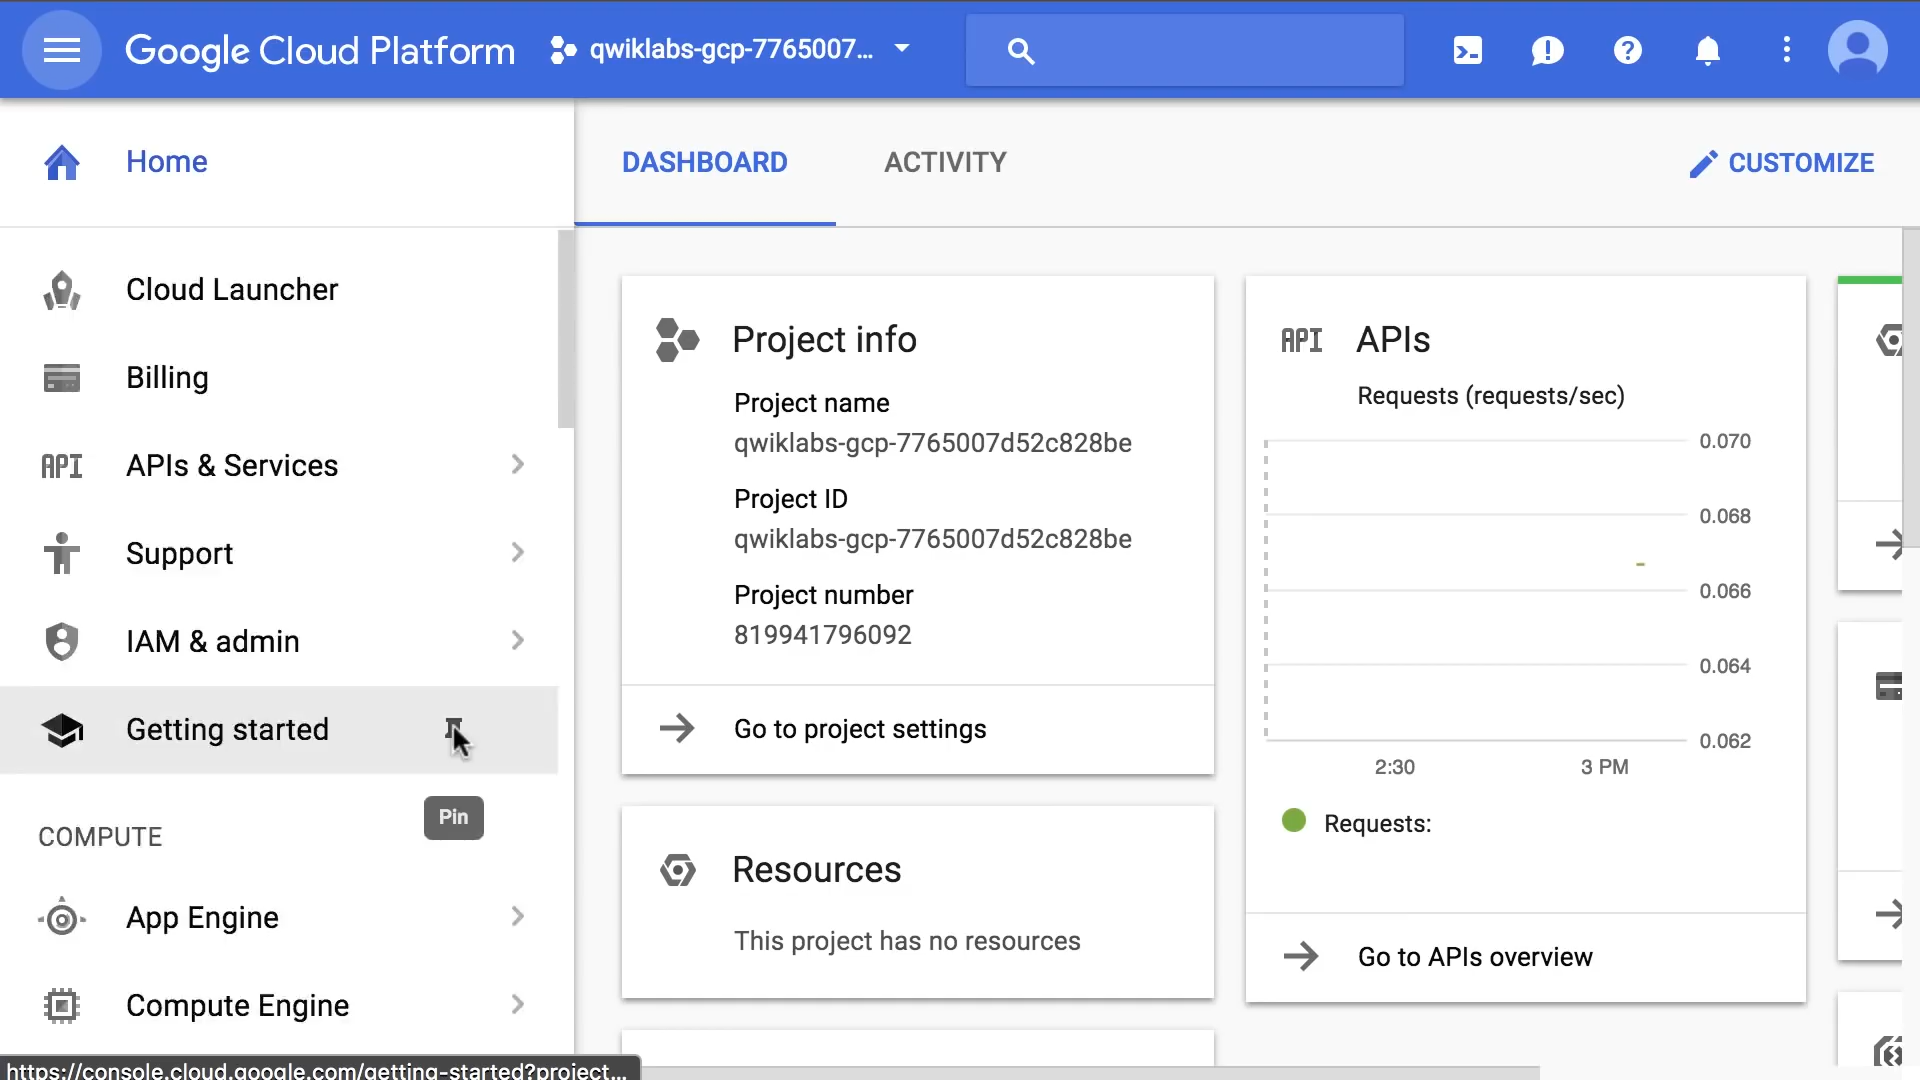 Google Cloud Platform
qwiklabs-gcp-7765007...
Home
DASHBOARD
ACTIVITY
CUSTOMIZE
Cloud Launcher
Billing
API
APIs & Services
Support
IAM & admin
Getting started
Pin
COMPUTE
App Engine
Compute Engine
Project info
Project name
qwiklabs-gcp-7765007d52c828be
Project ID
qwiklabs-gcp-7765007d52c828be
Project number
819941796092
Go to project settings
Resources
This project has no resources
API
APIs
Requests (requests/sec)
0.070
0.068
0.066
0.064
0.062
2:30
3 PM
Requests:
Go to APIs overview
https://console.cloud.google.com/getting-started?project...